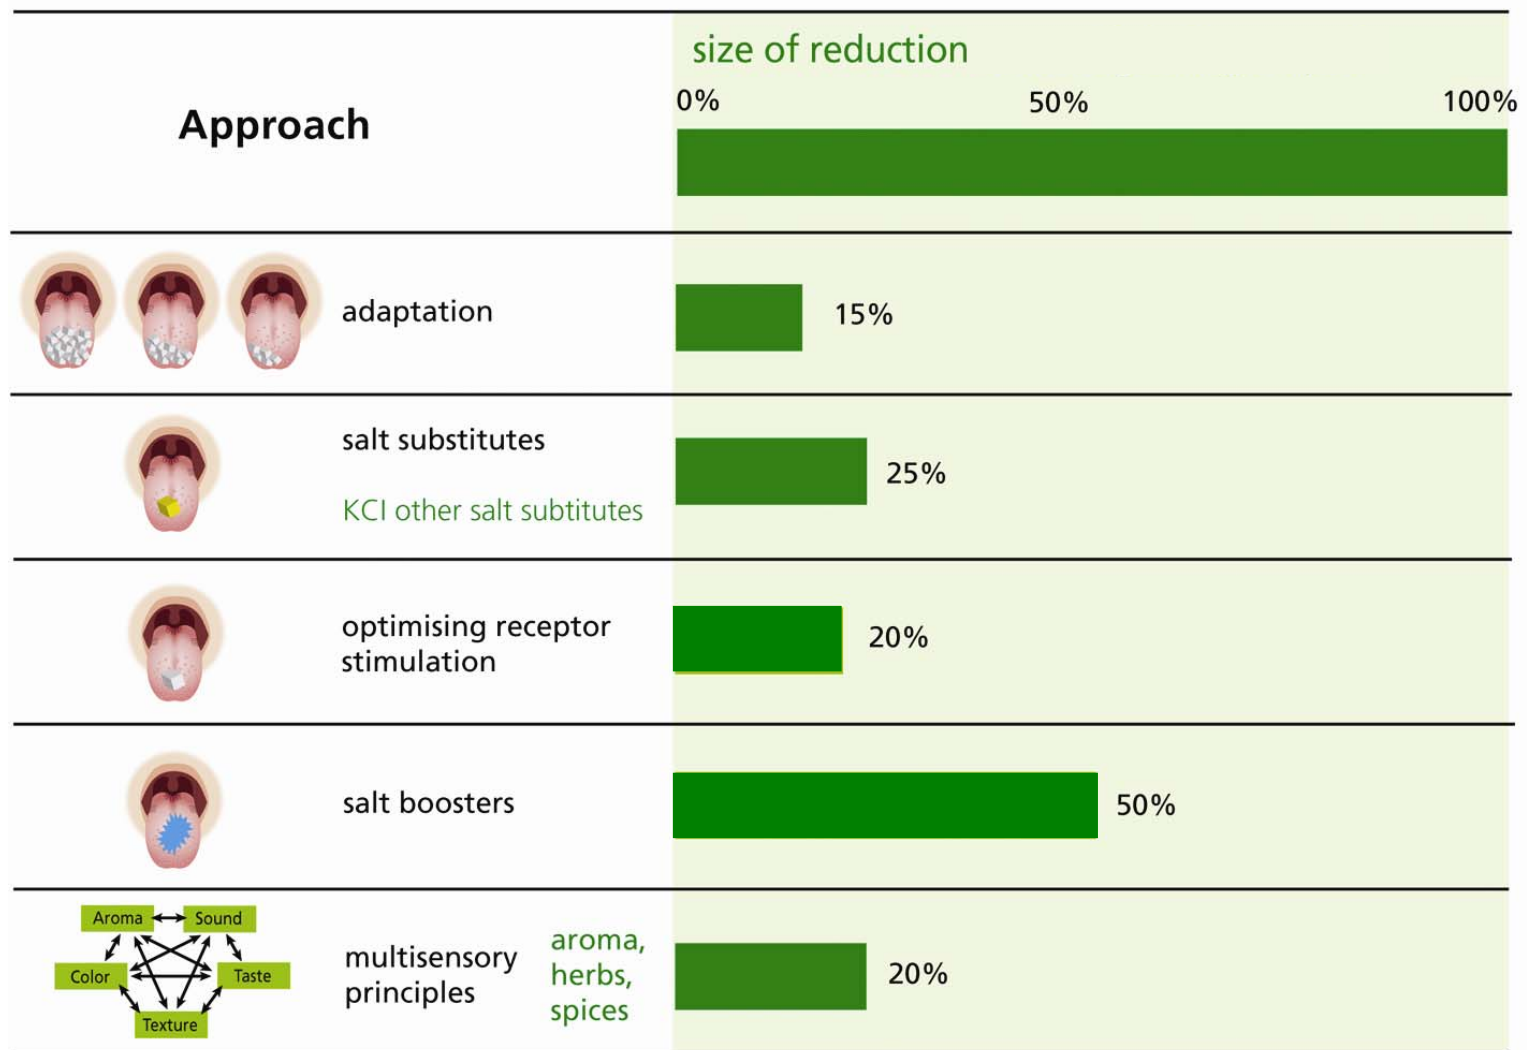 size of reduction
0% 50% 100%
Approach
adaptation
15%
salt substitutes
KCI other salt subtitutes
25%
optimising receptor
stimulation
20%
salt boosters
50%
Aroma Sound
Color Taste
Texture
multisensory
principles
aroma,
herbs,
spices
20%